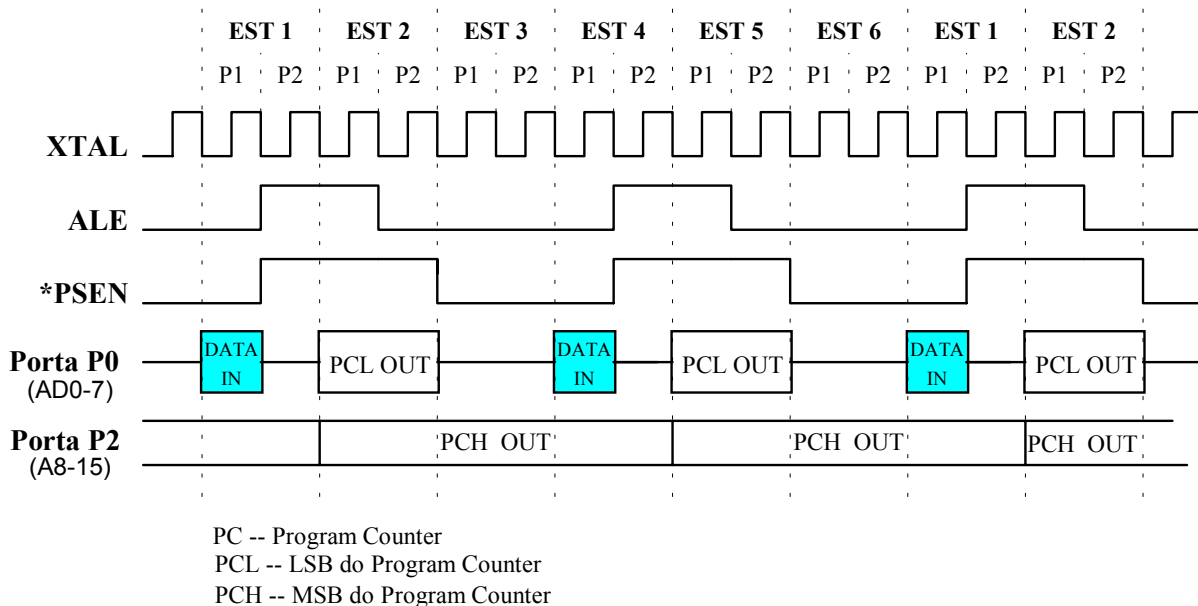 EST 1 EST 2 EST 3 EST 4 EST 5 EST 6 EST 1 EST 2
P1 P2 P1 P2 P1 P2 P1 P2 P1 P2 P1 P2 P1 P2 P1 P2
XTAL
ALE
*PSEN
Porta P0 DATA IN PCL OUT DATA IN PCL OUT DATA IN PCL OUT
(AD0-7)
Porta P2 PCH OUT PCH OUT PCH OUT
(A8-15)
PC -- Program Counter
PCL -- LSB do Program Counter
PCH -- MSB do Program Counter